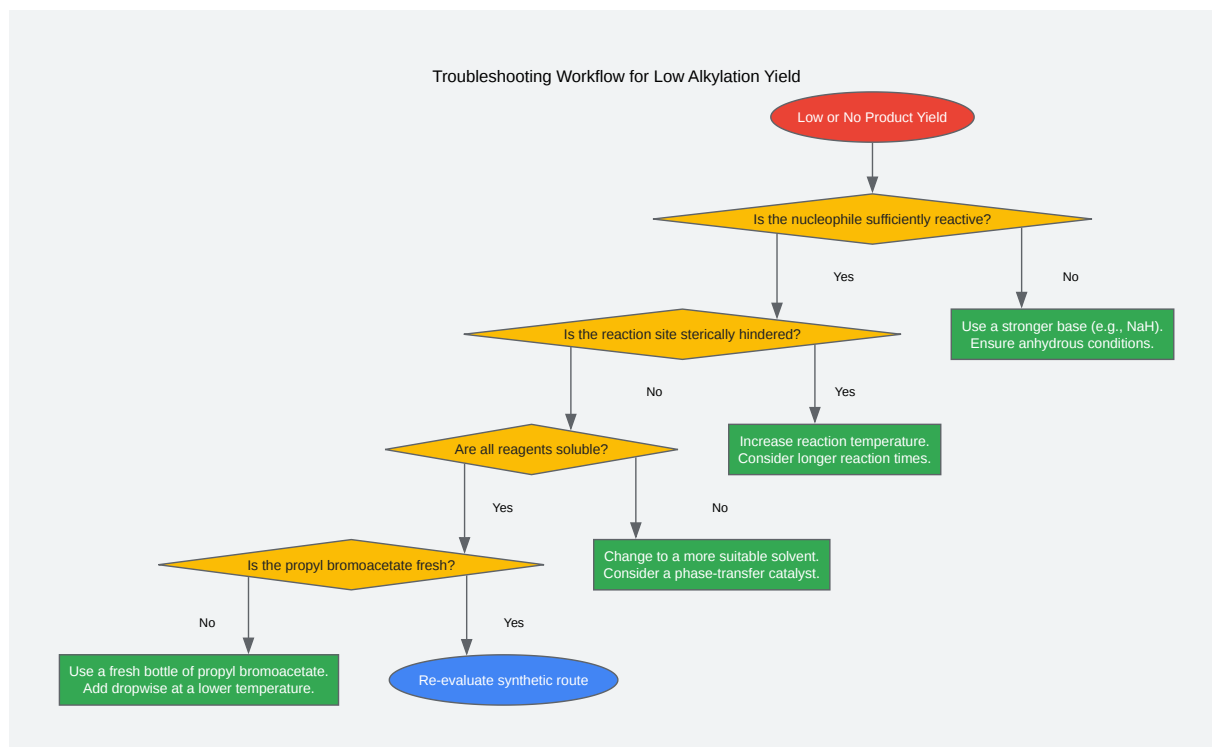 Troubleshooting Workflow for Low Alkylation Yield
Low or No Product Yield
Is the nucleophile sufficiently reactive?
Yes
No
Is the reaction site sterically hindered?
Use a stronger base (e.g., NaH).
Ensure anhydrous conditions.
No
Yes
Are all reagents soluble?
Increase reaction temperature.
Consider longer reaction times.
Yes
No
Is the propyl bromoacetate fresh?
Change to a more suitable solvent.
Consider a phase-transfer catalyst.
No
Yes
Use a fresh bottle of propyl bromoacetate.
Add dropwise at a lower temperature.
Re-evaluate synthetic route